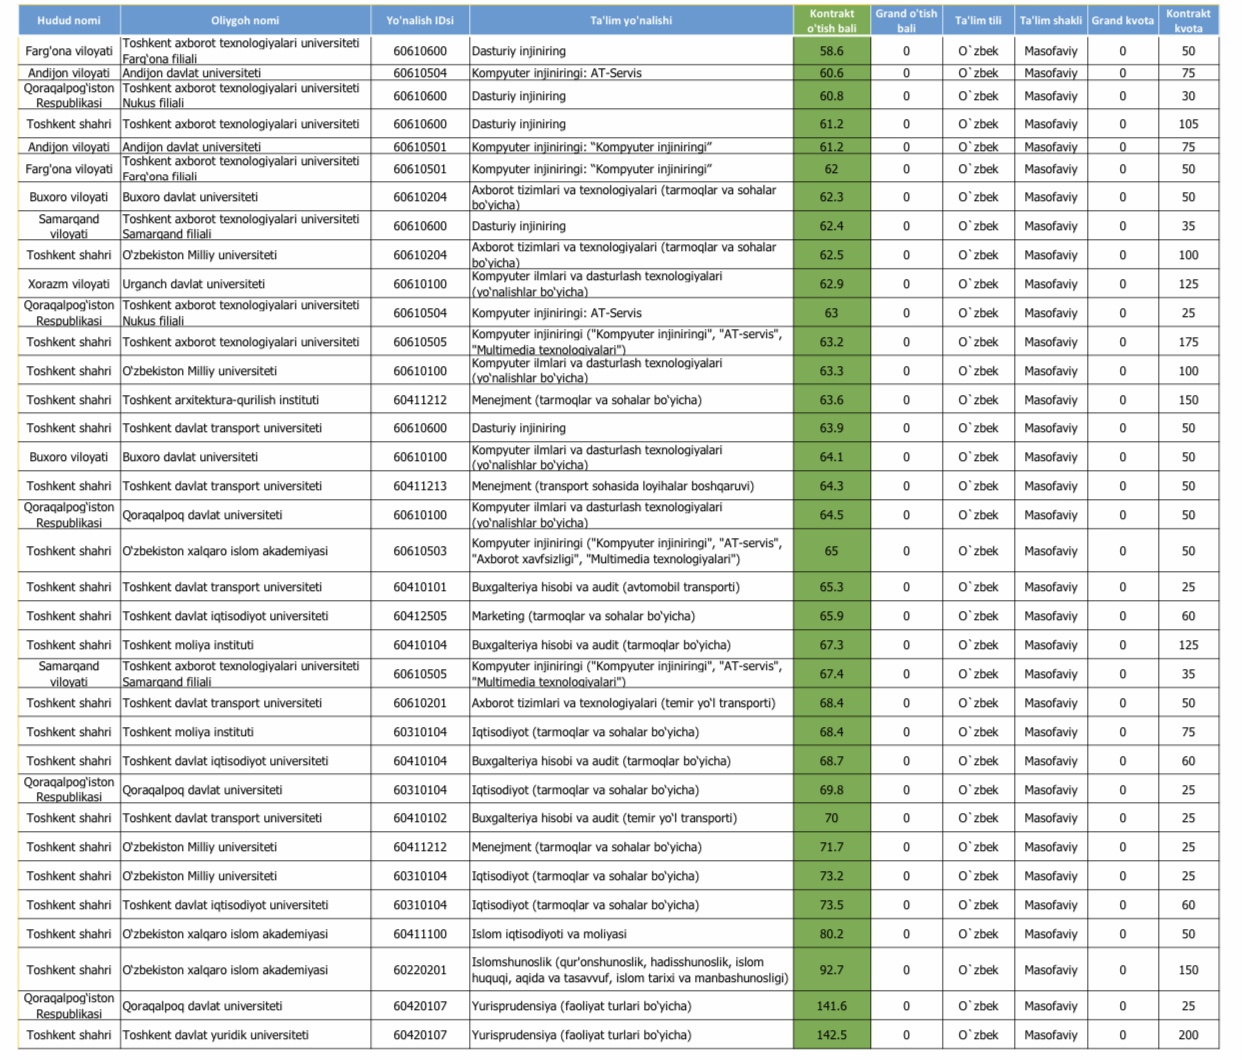 Hudud nomi Oliygoh nomi Yo'nalish IDsi Ta'lim yo'nalishi Kontrakt o'tish bali Grand o'tish bali Ta'lim tili Ta'lim shakli Grand kvota Kontrakt kvota
Farg'ona viloyati Toshkent axborot texnologiyalari universiteti Farg'ona filiali 60610600 Dasturiy injiniring 58.6 0 O`zbek Masofaviy 0 50
Andijon viloyati Andijon davlat universiteti 60610504 Kompyuter injiniringi: AT-Servis 60.6 0 O`zbek Masofaviy 0 75
Qoraqalpog‘iston Respublikasi Toshkent axborot texnologiyalari universiteti Nukus filiali 60610600 Dasturiy injiniring 60.8 0 O`zbek Masofaviy 0 30
Toshkent shahri Toshkent axborot texnologiyalari universiteti 60610600 Dasturiy injiniring 61.2 0 O`zbek Masofaviy 0 105
Andijon viloyati Andijon davlat universiteti 60610501 Kompyuter injiniringi: “Kompyuter injiniringi” 61.2 0 O`zbek Masofaviy 0 75
Farg'ona viloyati Toshkent axborot texnologiyalari universiteti Farg'ona filiali 60610501 Kompyuter injiniringi: “Kompyuter injiniringi” 62 0 O`zbek Masofaviy 0 50
Buxoro viloyati Buxoro davlat universiteti 60610204 Axborot tizimlari va texnologiyalari (tarmoqlar va sohalar bo‘yicha) 62.3 0 O`zbek Masofaviy 0 50
Samarqand viloyati Toshkent axborot texnologiyalari universiteti Samarqand filiali 60610600 Dasturiy injiniring 62.4 0 O`zbek Masofaviy 0 35
Toshkent shahri O‘zbekiston Milliy universiteti 60610204 Axborot tizimlari va texnologiyalari (tarmoqlar va sohalar bo‘yicha) 62.5 0 O`zbek Masofaviy 0 100
Xorazm viloyati Urganch davlat universiteti 60610100 Kompyuter ilmlari va dasturlash texnologiyalari (yo‘nalishlar bo‘yicha) 62.9 0 O`zbek Masofaviy 0 125
Qoraqalpog‘iston Respublikasi Toshkent axborot texnologiyalari universiteti Nukus filiali 60610504 Kompyuter injiniringi: AT-Servis 63 0 O`zbek Masofaviy 0 25
Toshkent shahri Toshkent axborot texnologiyalari universiteti 60610505 Kompyuter injiniringi ("Kompyuter injiniringi", "AT-servis", "Multimedia texnologiyalari") 63.2 0 O`zbek Masofaviy 0 175
Toshkent shahri O‘zbekiston Milliy universiteti 60610100 Kompyuter ilmlari va dasturlash texnologiyalari (yo‘nalishlar bo‘yicha) 63.3 0 O`zbek Masofaviy 0 100
Toshkent shahri Toshkent arxitektura-qurilish instituti 60411212 Menejment (tarmoqlar va sohalar bo‘yicha) 63.6 0 O`zbek Masofaviy 0 150
Toshkent shahri Toshkent davlat transport universiteti 60610600 Dasturiy injiniring 63.9 0 O`zbek Masofaviy 0 50
Buxoro viloyati Buxoro davlat universiteti 60610100 Kompyuter ilmlari va dasturlash texnologiyalari (yo‘nalishlar bo‘yicha) 64.1 0 O`zbek Masofaviy 0 50
Toshkent shahri Toshkent davlat transport universiteti 60411213 Menejment (transport sohasida loyihalar boshqaruvi) 64.3 0 O`zbek Masofaviy 0 50
Qoraqalpog‘iston Respublikasi Qoraqalpoq davlat universiteti 60610100 Kompyuter ilmlari va dasturlash texnologiyalari (yo‘nalishlar bo‘yicha) 64.5 0 O`zbek Masofaviy 0 50
Toshkent shahri O‘zbekiston xalqaro islom akademiyasi 60610503 Kompyuter injiniringi ("Kompyuter injiniringi", "AT-servis", "Axborot xavfsizligi", "Multimedia texnologiyalari") 65 0 O`zbek Masofaviy 0 50
Toshkent shahri Toshkent davlat transport universiteti 60410101 Buxgalteriya hisobi va audit (avtomobil transporti) 65.3 0 O`zbek Masofaviy 0 25
Toshkent shahri Toshkent davlat iqtisodiyot universiteti 60412505 Marketing (tarmoqlar va sohalar bo‘yicha) 65.9 0 O`zbek Masofaviy 0 60
Toshkent shahri Toshkent moliya instituti 60410104 Buxgalteriya hisobi va audit (tarmoqlar bo‘yicha) 67.3 0 O`zbek Masofaviy 0 125
Samarqand viloyati Toshkent axborot texnologiyalari universiteti Samarqand filiali 60610505 Kompyuter injiniringi ("Kompyuter injiniringi", "AT-servis", "Multimedia texnologiyalari") 67.4 0 O`zbek Masofaviy 0 35
Toshkent shahri Toshkent davlat transport universiteti 60610201 Axborot tizimlari va texnologiyalari (temir yo‘l transporti) 68.4 0 O`zbek Masofaviy 0 50
Toshkent shahri Toshkent moliya instituti 60310104 Iqtisodiyot (tarmoqlar va sohalar bo‘yicha) 68.4 0 O`zbek Masofaviy 0 75
Toshkent shahri Toshkent davlat iqtisodiyot universiteti 60410104 Buxgalteriya hisobi va audit (tarmoqlar bo‘yicha) 68.7 0 O`zbek Masofaviy 0 60
Qoraqalpog‘iston Respublikasi Qoraqalpoq davlat universiteti 60310104 Iqtisodiyot (tarmoqlar va sohalar bo‘yicha) 69.8 0 O`zbek Masofaviy 0 25
Toshkent shahri Toshkent davlat transport universiteti 60410102 Buxgalteriya hisobi va audit (temir yo‘l transporti) 70 0 O`zbek Masofaviy 0 25
Toshkent shahri O‘zbekiston Milliy universiteti 60411212 Menejment (tarmoqlar va sohalar bo‘yicha) 71.7 0 O`zbek Masofaviy 0 25
Toshkent shahri O‘zbekiston Milliy universiteti 60310104 Iqtisodiyot (tarmoqlar va sohalar bo‘yicha) 73.2 0 O`zbek Masofaviy 0 25
Toshkent shahri Toshkent davlat iqtisodiyot universiteti 60310104 Iqtisodiyot (tarmoqlar va sohalar bo‘yicha) 73.5 0 O`zbek Masofaviy 0 60
Toshkent shahri O‘zbekiston xalqaro islom akademiyasi 60411100 Islom iqtisodiyoti va moliyasi 80.2 0 O`zbek Masofaviy 0 50
Toshkent shahri O‘zbekiston xalqaro islom akademiyasi 60220201 Islomshunoslik (qur'onshunoslik, hadisshunoslik, islom huquqi, aqida va tasavvuf, islom tarixi va manbashunosligi) 92.7 0 O`zbek Masofaviy 0 150
Qoraqalpog‘iston Respublikasi Qoraqalpoq davlat universiteti 60420107 Yurisprudensiya (faoliyat turlari bo‘yicha) 141.6 0 O`zbek Masofaviy 0 25
Toshkent shahri Toshkent davlat yuridik universiteti 60420107 Yurisprudensiya (faoliyat turlari bo‘yicha) 142.5 0 O`zbek Masofaviy 0 200